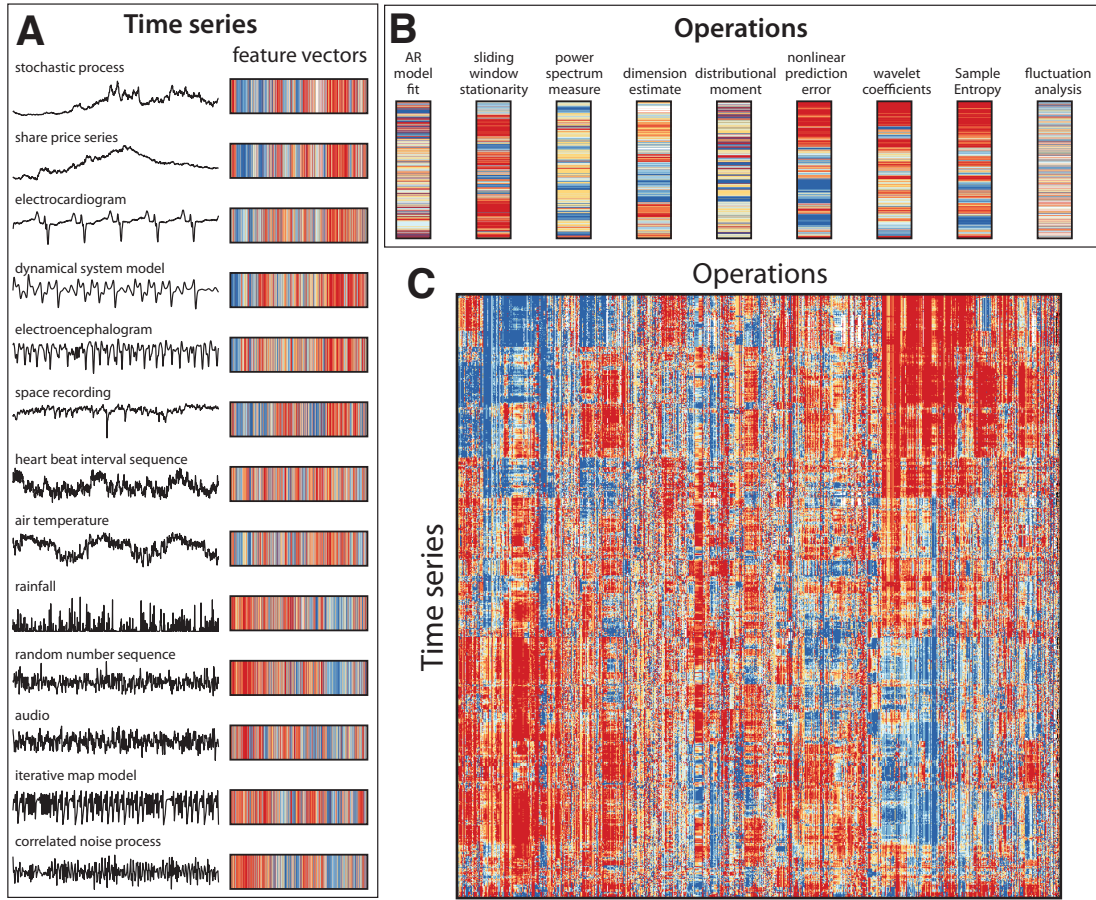 A
Time series
feature vectors
stochastic process
share price series
electrocardiogram
dynamical system model
electroencephalogram
space recording
heart beat interval sequence
air temperature
rainfall
random number sequence
audio
iterative map model
correlated noise process
B
Operations
AR
model
fit
sliding
window
stationarity
power
spectrum
measure
dimension
estimate
distributional
moment
nonlinear
prediction
error
wavelet
coefficients
Sample
Entropy
fluctuation
analysis
C
Operations
Time series